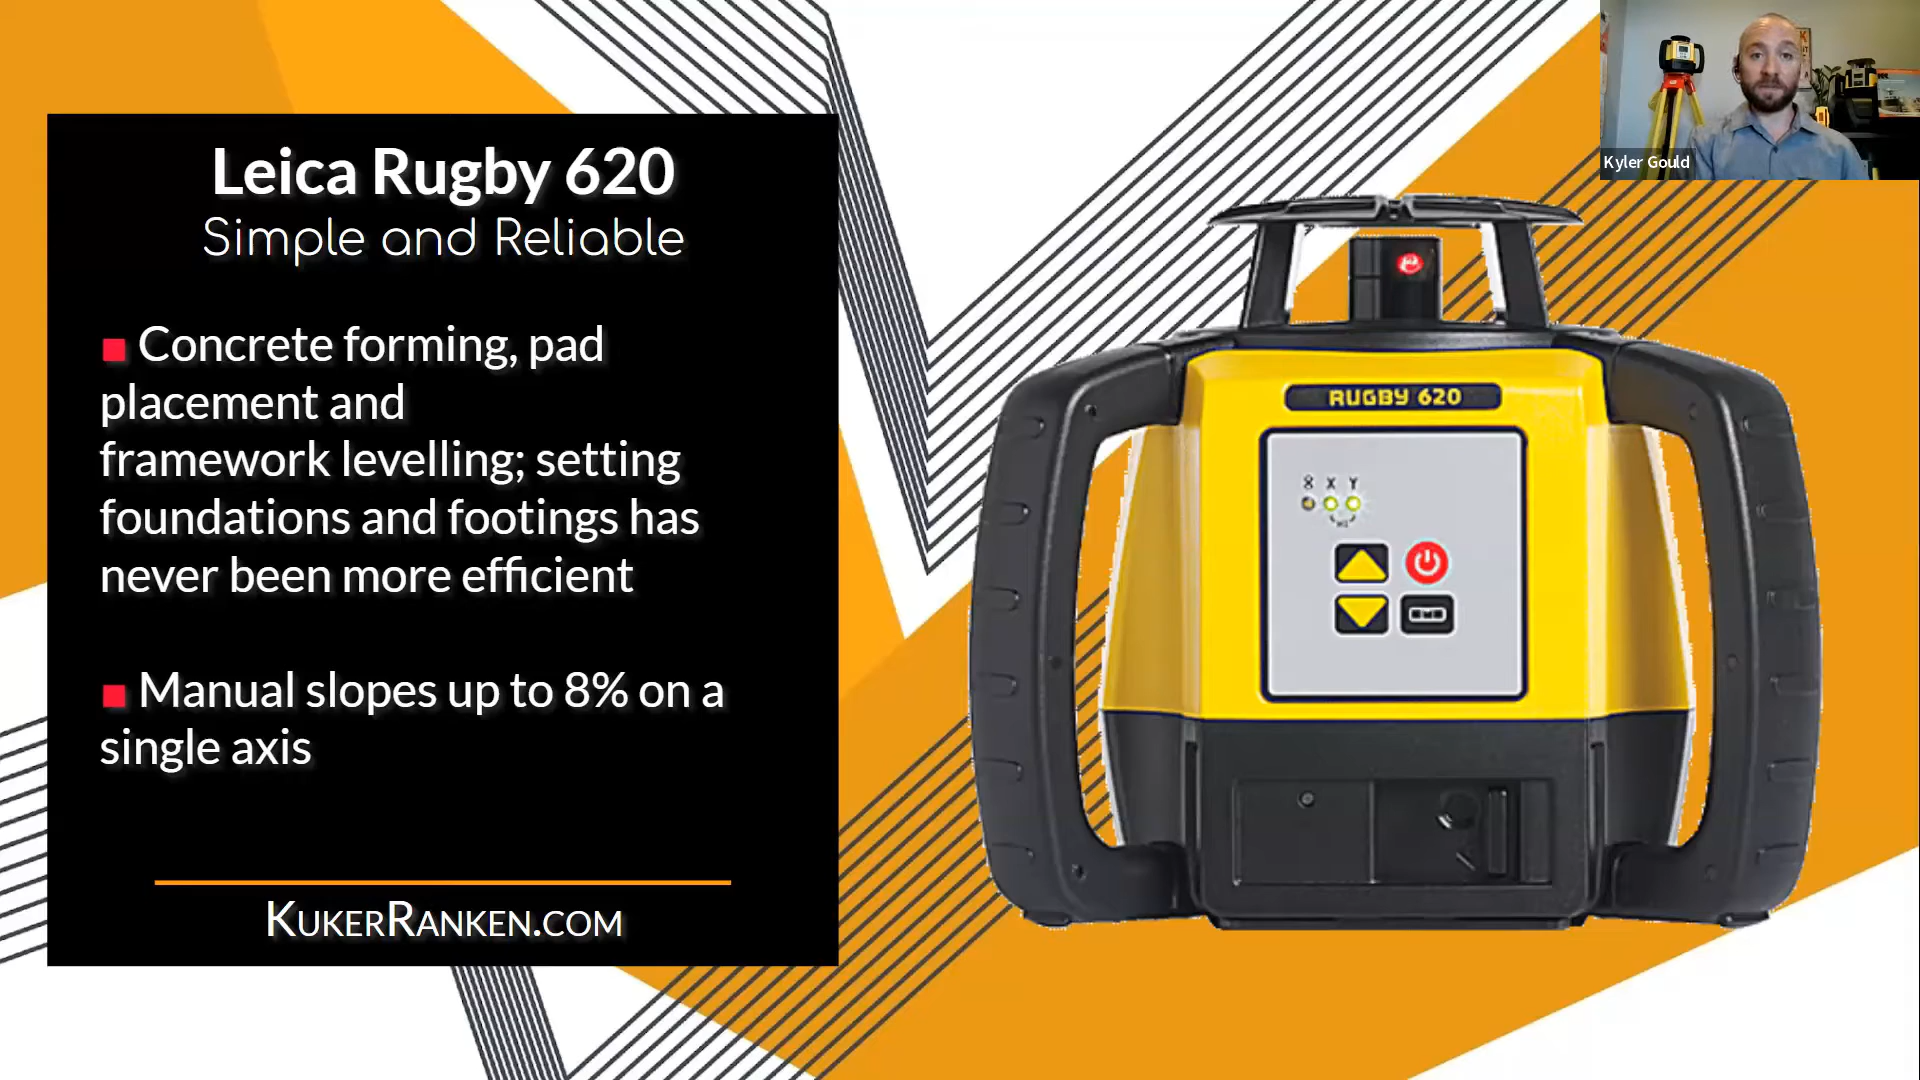 Leica Rugby 620
Simple and Reliable
■ Concrete forming, pad
placement and
framework levelling; setting
foundations and footings has
never been more efficient
■ Manual slopes up to 8% on a
single axis
KukerRanken.com
Kyler Gould
RUGBY 620
X Y